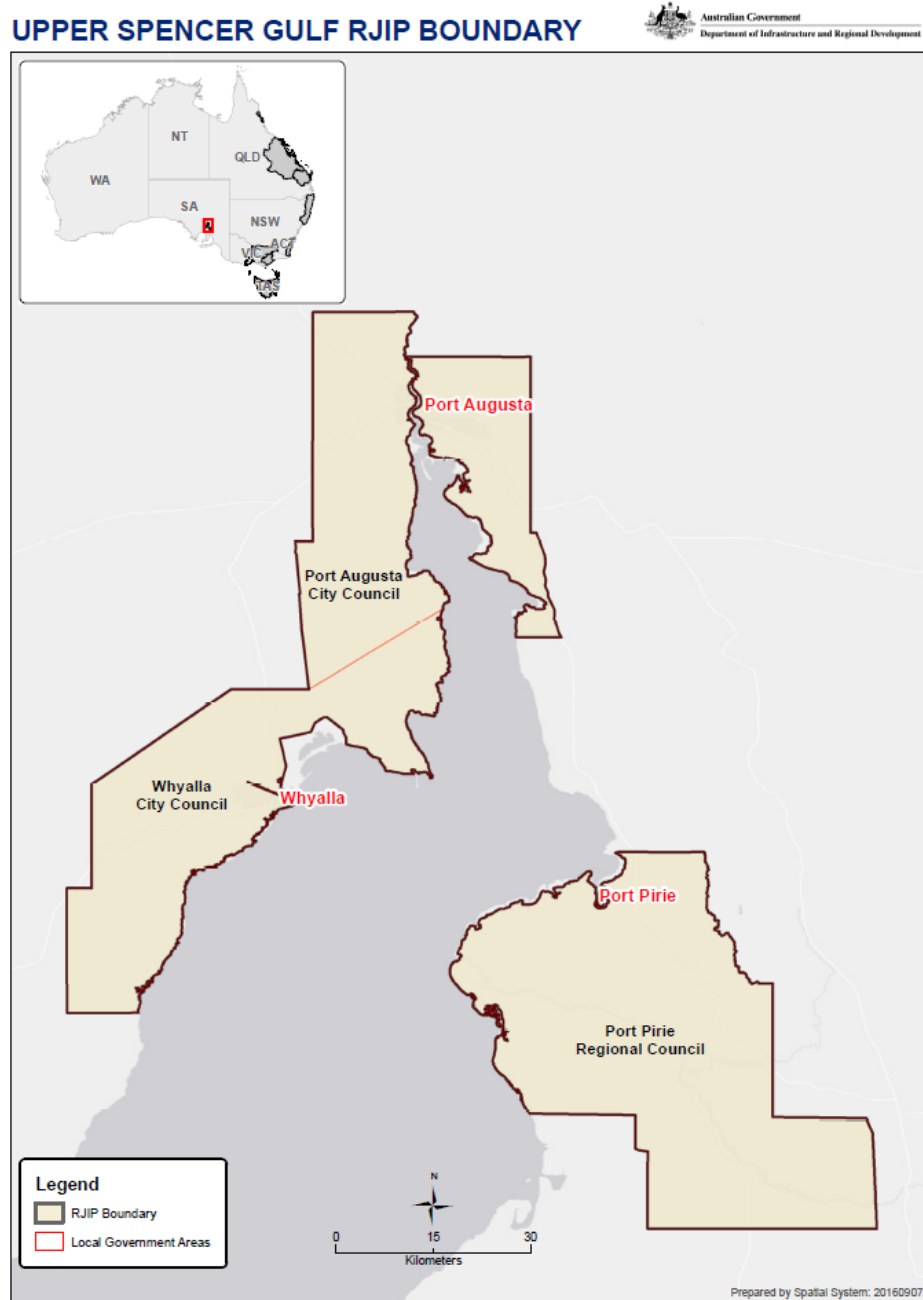 UPPER SPENCER GULF RJIP BOUNDARY
Australian Government
Department of Infrastructure and Regional Development
NT
QLD
WA
SA
NSW
ACT
VIC
TAS
Port Augusta
Port Augusta
City Council
Whyalla
City Council
Whyalla
Port Pirie
Port Pirie
Regional Council
Legend
RJIP Boundary
Local Government Areas
N
0 15 30
Kilometers
Prepared by Spatial System: 20160907